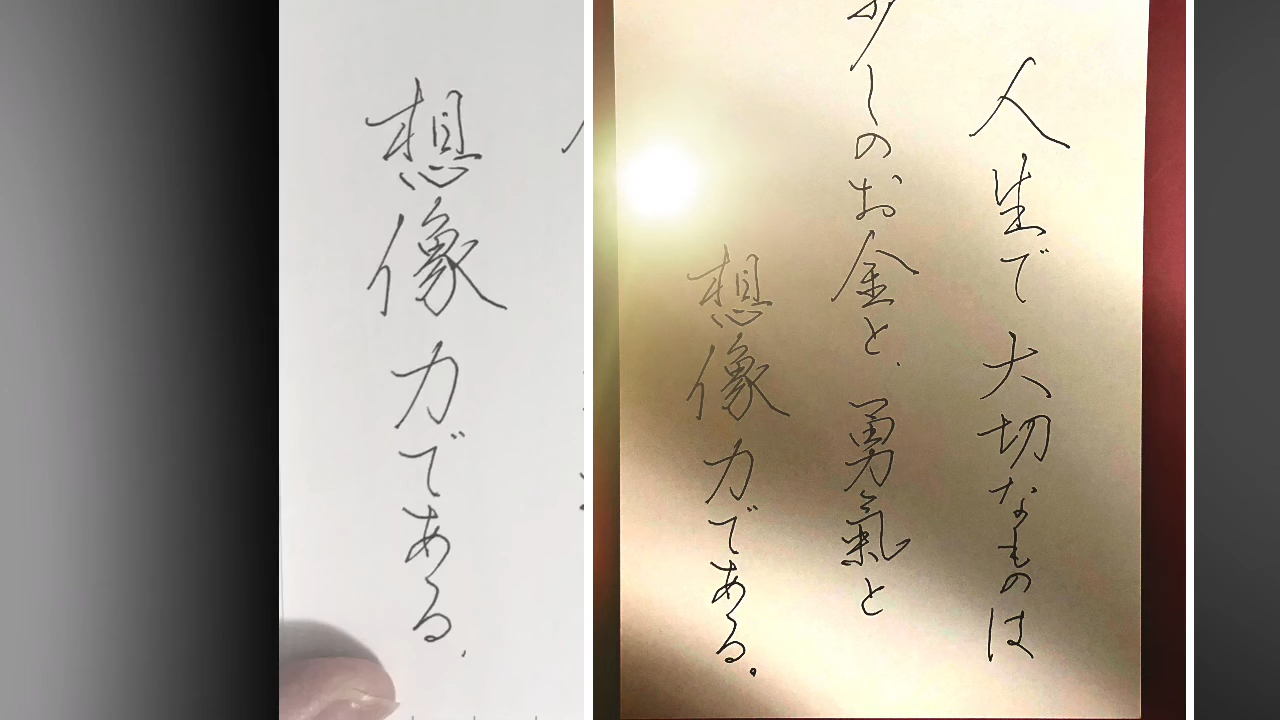 人生で大切なものは
少しのお金と、勇氣と
想像力である。
想像力である.